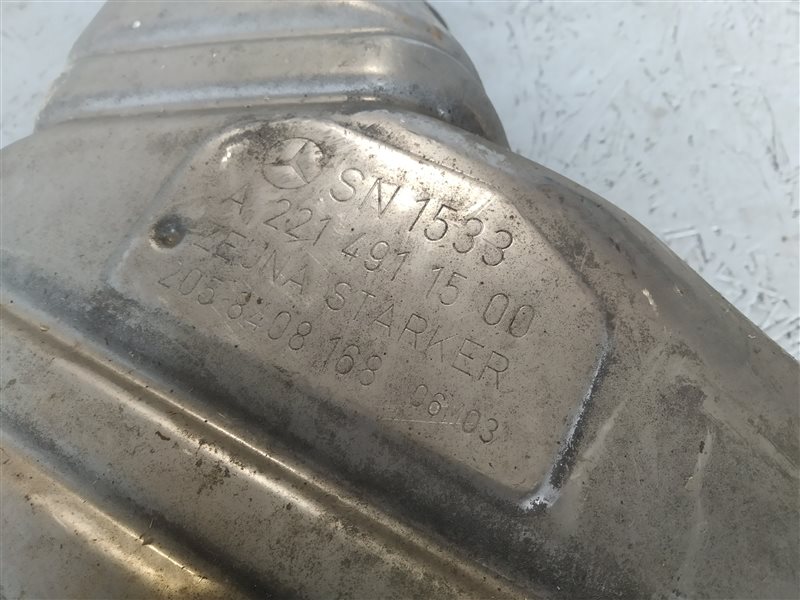 SN 1533
A 221 491 15 00
ZEUNA STARKER
205 8408 168 06 03